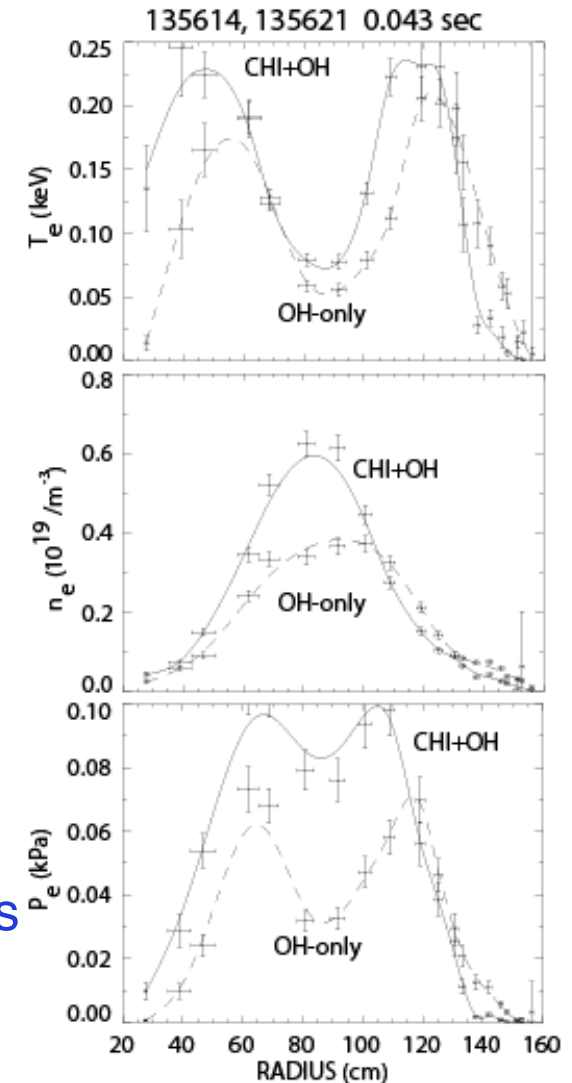 135614, 135621 0.043 sec
0.25
CHI+OH
0.20
0.15
T_e (keV)
0.10
0.05
OH-only
0.00
0.8
0.6
CHI+OH
n_e (10^19 /m^-3)
0.4
0.2
OH-only
0.0
0.10
CHI+OH
0.08
0.06
P_e (kPa)
s
0.04
OH-only
0.02
0.00
20 40 60 80 100 120 140 160
RADIUS (cm)